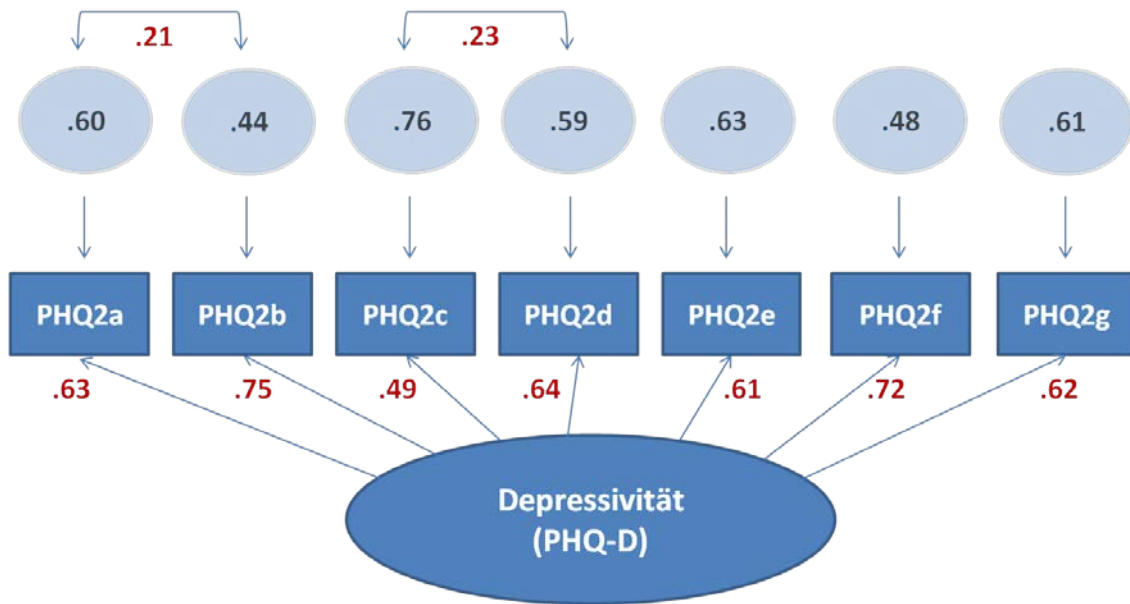 .21 .23
.60 .44 .76 .59 .63 .48 .61
PHQ2a PHQ2b PHQ2c PHQ2d PHQ2e PHQ2f PHQ2g
.63 .75 .49 .64 .61 .72 .62
Depressivität
(PHQ-D)